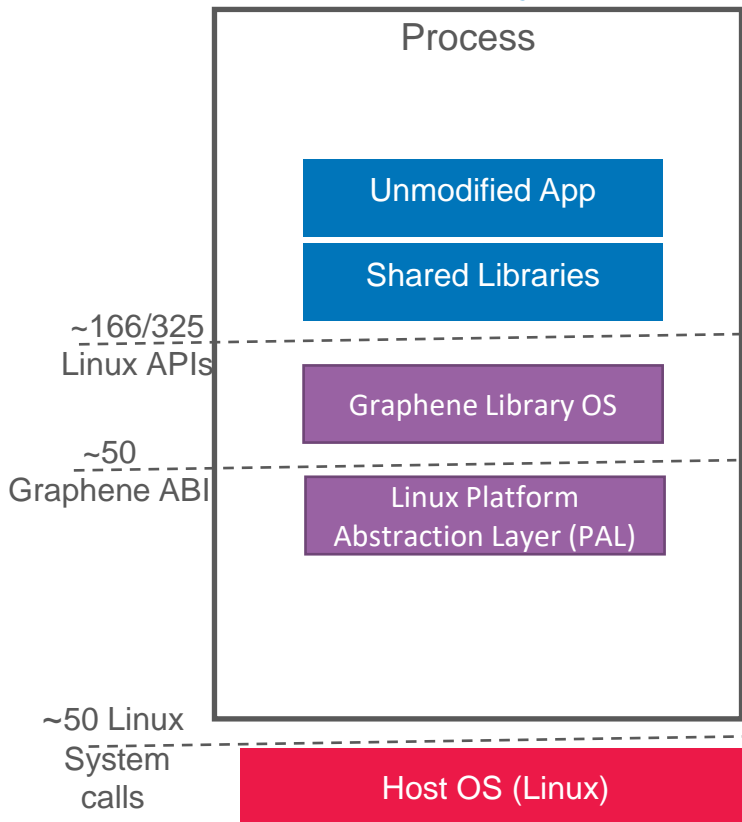 Process
Unmodified App
Shared Libraries
~166/325
Linux APIs
Graphene Library OS
~50
Graphene ABI
Linux Platform
Abstraction Layer (PAL)
~50 Linux
System
calls
Host OS (Linux)